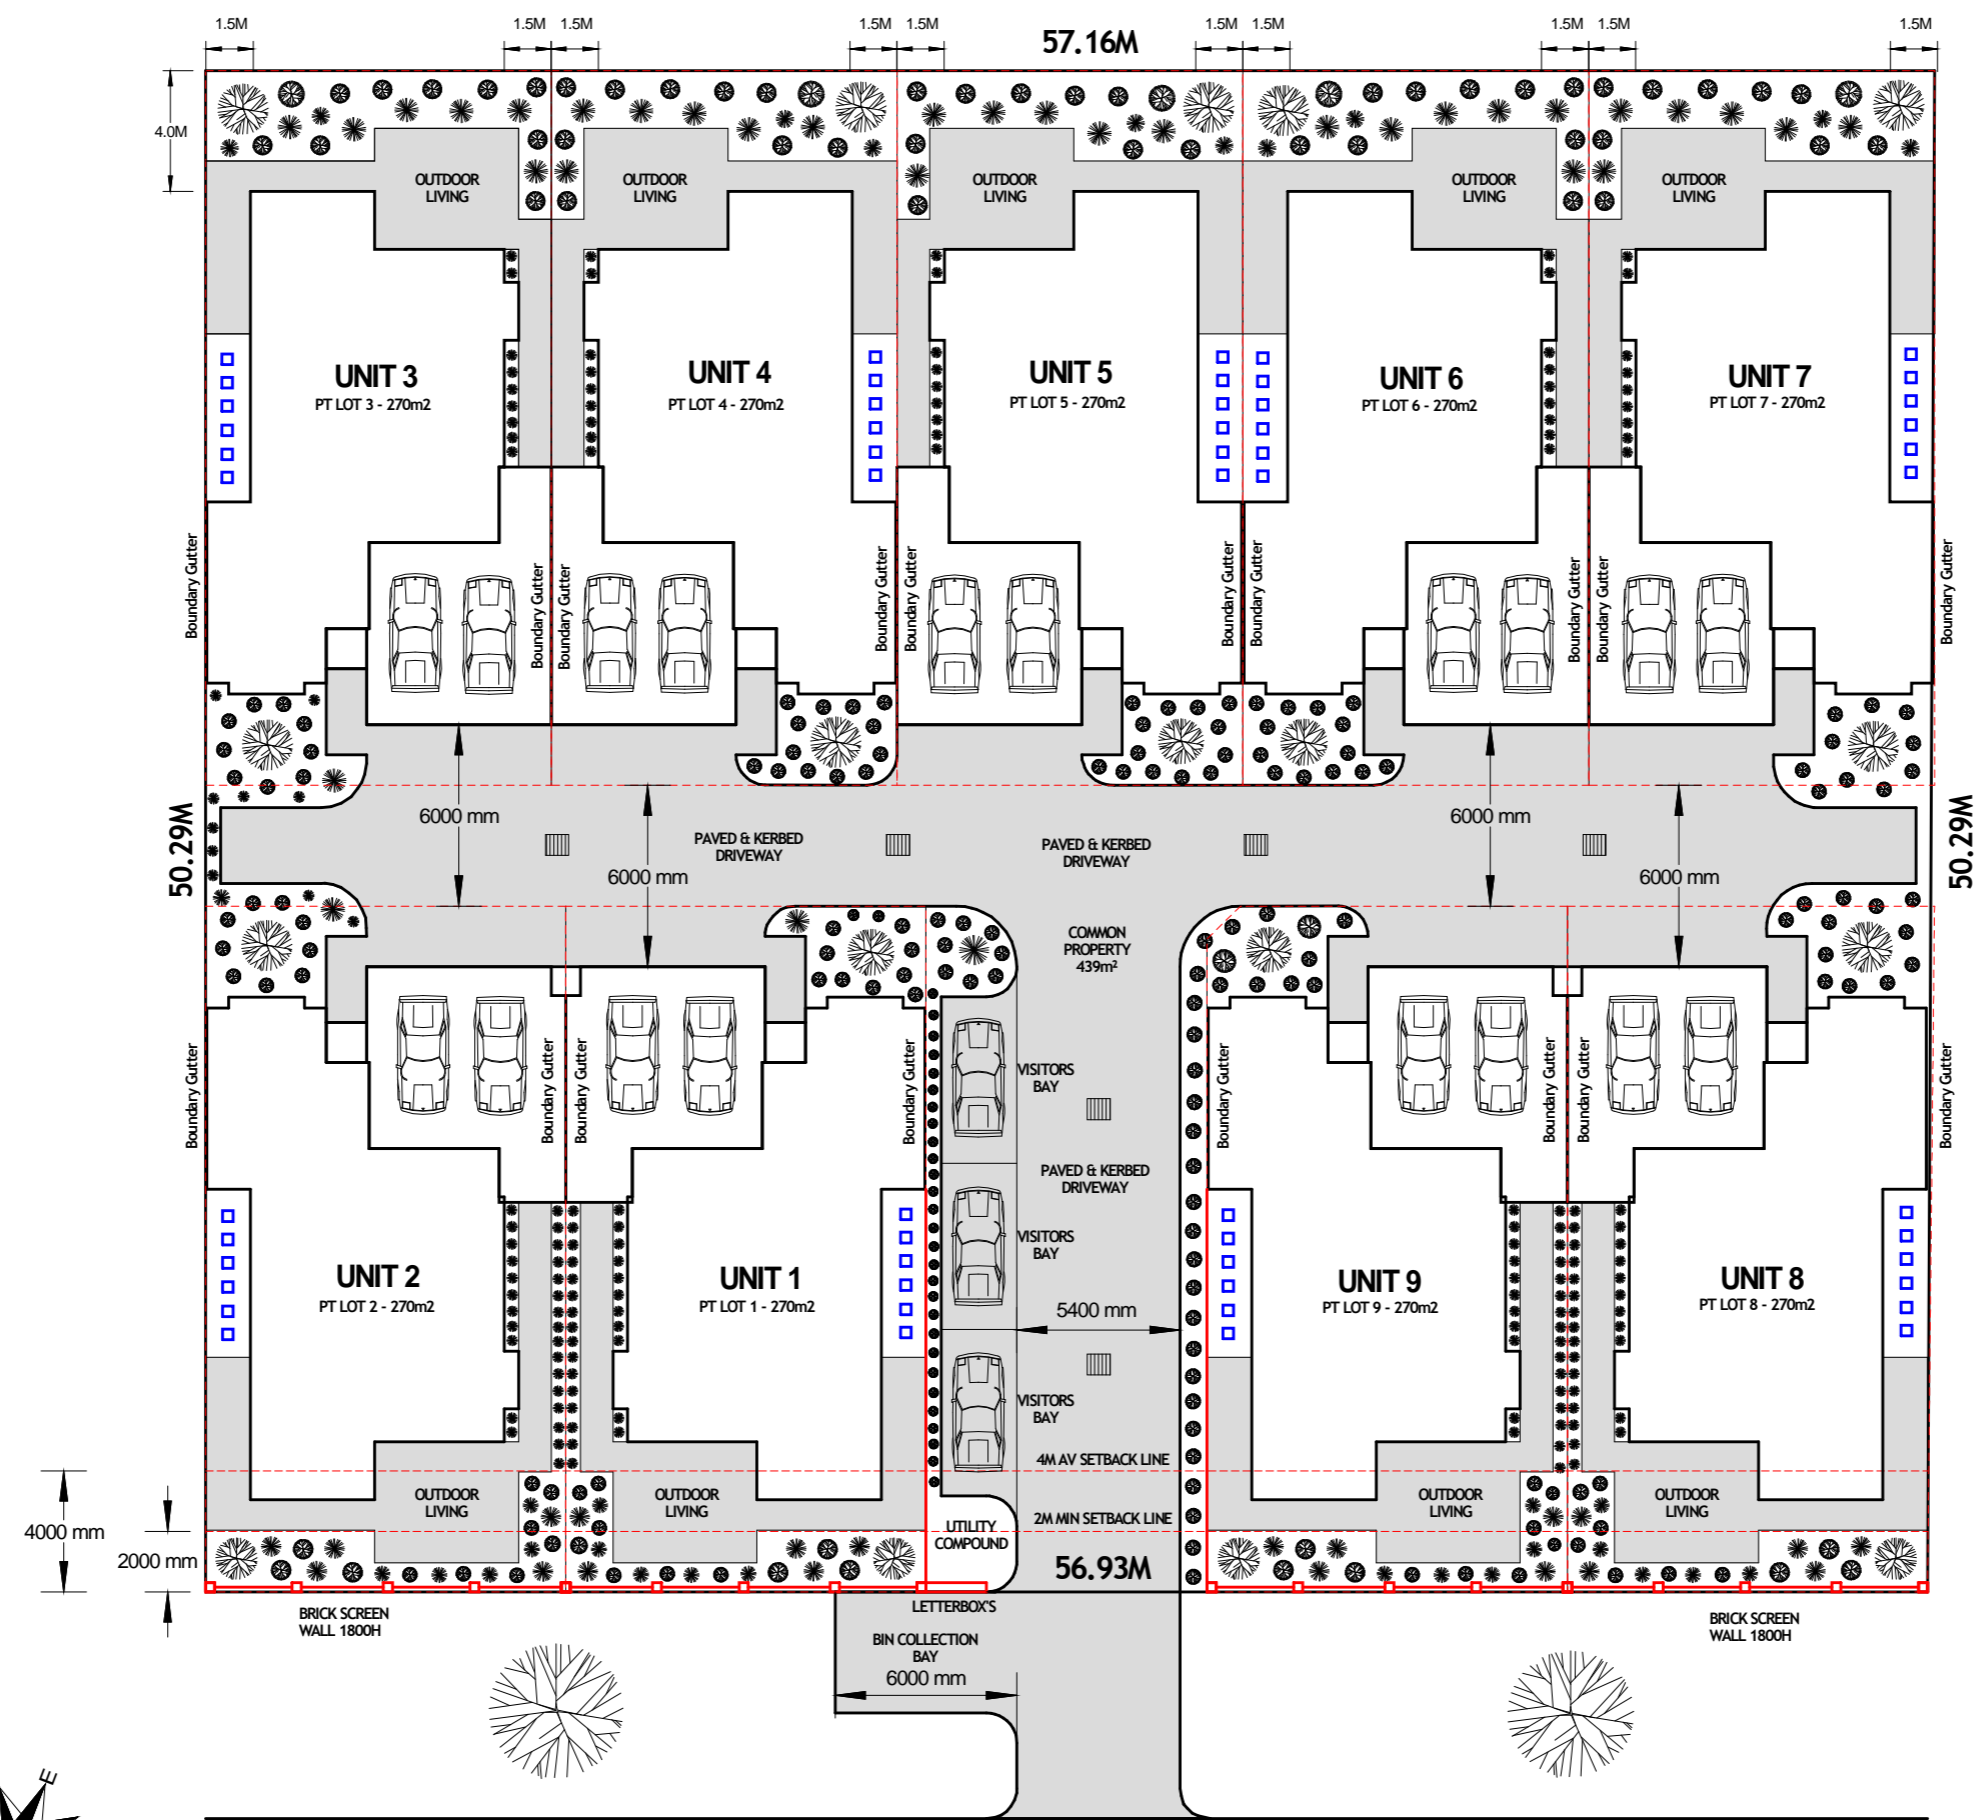 1.5M 1.5M 1.5M 1.5M 1.5M 1.5M 1.5M 1.5M 1.5M 1.5M
57.16M
4.0M
OUTDOOR
LIVING
OUTDOOR
LIVING
OUTDOOR
LIVING
OUTDOOR
LIVING
OUTDOOR
LIVING
UNIT 3
PT LOT 3 - 270m2
UNIT 4
PT LOT 4 - 270m2
UNIT 5
PT LOT 5 - 270m2
UNIT 6
PT LOT 6 - 270m2
UNIT 7
PT LOT 7 - 270m2
Boundary Gutter
Boundary Gutter
Boundary Gutter
Boundary Gutter
Boundary Gutter
Boundary Gutter
Boundary Gutter
Boundary Gutter
Boundary Gutter
Boundary Gutter
50.29M
6000 mm
6000 mm
PAVED & KERBED
DRIVEWAY
PAVED & KERBED
DRIVEWAY
6000 mm
6000 mm
50.29M
COMMON
PROPERTY
439m²
Boundary Gutter
Boundary Gutter
Boundary Gutter
Boundary Gutter
Boundary Gutter
Boundary Gutter
Boundary Gutter
Boundary Gutter
VISITORS
BAY
PAVED & KERBED
DRIVEWAY
VISITORS
BAY
UNIT 2
PT LOT 2 - 270m2
UNIT 1
PT LOT 1 - 270m2
5400 mm
UNIT 9
PT LOT 9 - 270m2
UNIT 8
PT LOT 8 - 270m2
VISITORS
BAY
4M AV SETBACK LINE
OUTDOOR
LIVING
OUTDOOR
LIVING
OUTDOOR
LIVING
OUTDOOR
LIVING
4000 mm
2000 mm
2M MIN SETBACK LINE
UTILITY
COMPOUND
56.93M
LETTERBOX'S
BRICK SCREEN
WALL 1800H
BRICK SCREEN
WALL 1800H
BIN COLLECTION
BAY
6000 mm
E